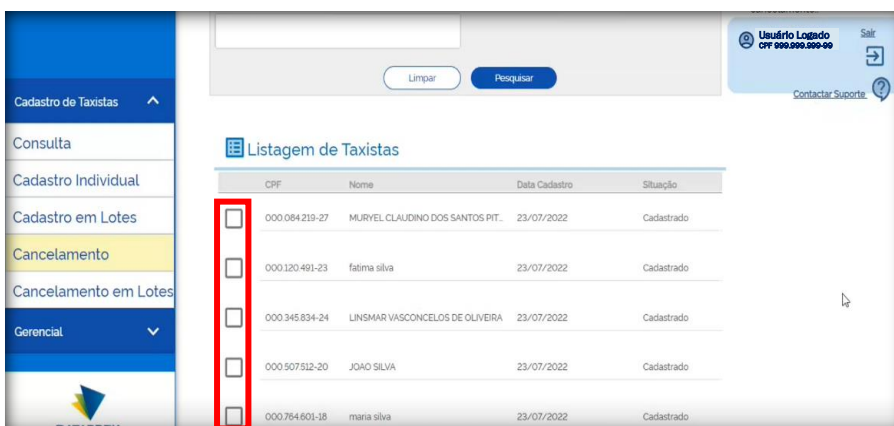 Usuário Logado
CPF 999.999.999-99
Sair
Contactar Suporte
Limpar
Pesquisar
Cadastro de Taxistas
Consulta
Cadastro Individual
Cadastro em Lotes
Cancelamento
Cancelamento em Lotes
Gerencial
Listagem de Taxistas
CPF Nome Data Cadastro Situação
000.084.219-27 MURYEL CLAUDINO DOS SANTOS PIT... 23/07/2022 Cadastrado
000.120.491-23 fatima silva 23/07/2022 Cadastrado
000.345.834-24 LINSMAR VASCONCELOS DE OLIVEIRA 23/07/2022 Cadastrado
000.507.512-20 JOAO SILVA 23/07/2022 Cadastrado
000.764.601-18 maria silva 23/07/2022 Cadastrado